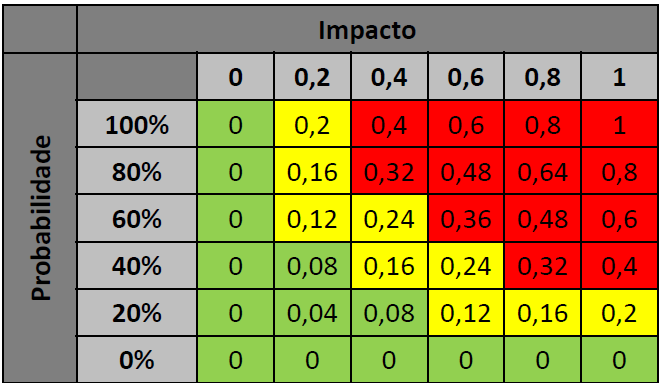 Impacto
0 0,2 0,4 0,6 0,8 1
Probabilidade
100% 0 0,2 0,4 0,6 0,8 1
80% 0 0,16 0,32 0,48 0,64 0,8
60% 0 0,12 0,24 0,36 0,48 0,6
40% 0 0,08 0,16 0,24 0,32 0,4
20% 0 0,04 0,08 0,12 0,16 0,2
0% 0 0 0 0 0 0